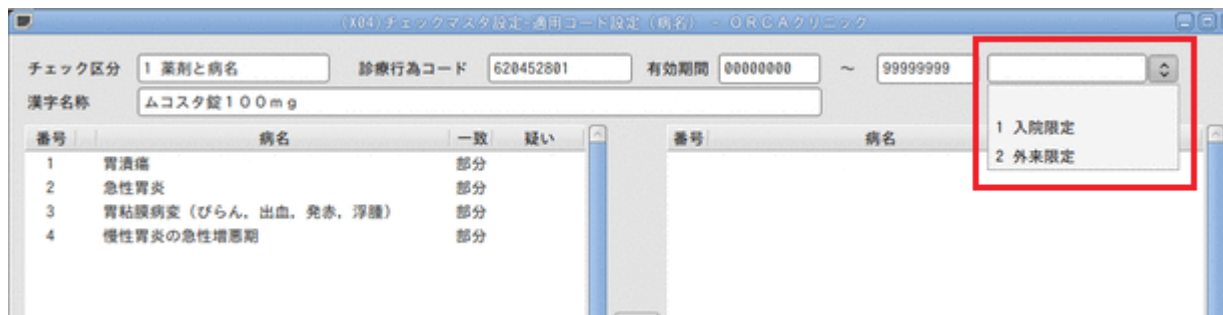 (X04)チェックマスタ設定-適用コード設定(病名) - ORCAクリニック
チェック区分 1 薬剤と病名 診療行為コード 620452801 有効期間 00000000 ～ 99999999
漢字名称 ムコスタ錠１００ｍｇ
1 入院限定
2 外来限定
番号 病名 一致 疑い 番号 病名
1 胃潰瘍 部分
2 急性胃炎 部分
3 胃粘膜病変(びらん，出血，発赤，浮腫) 部分
4 慢性胃炎の急性増悪期 部分